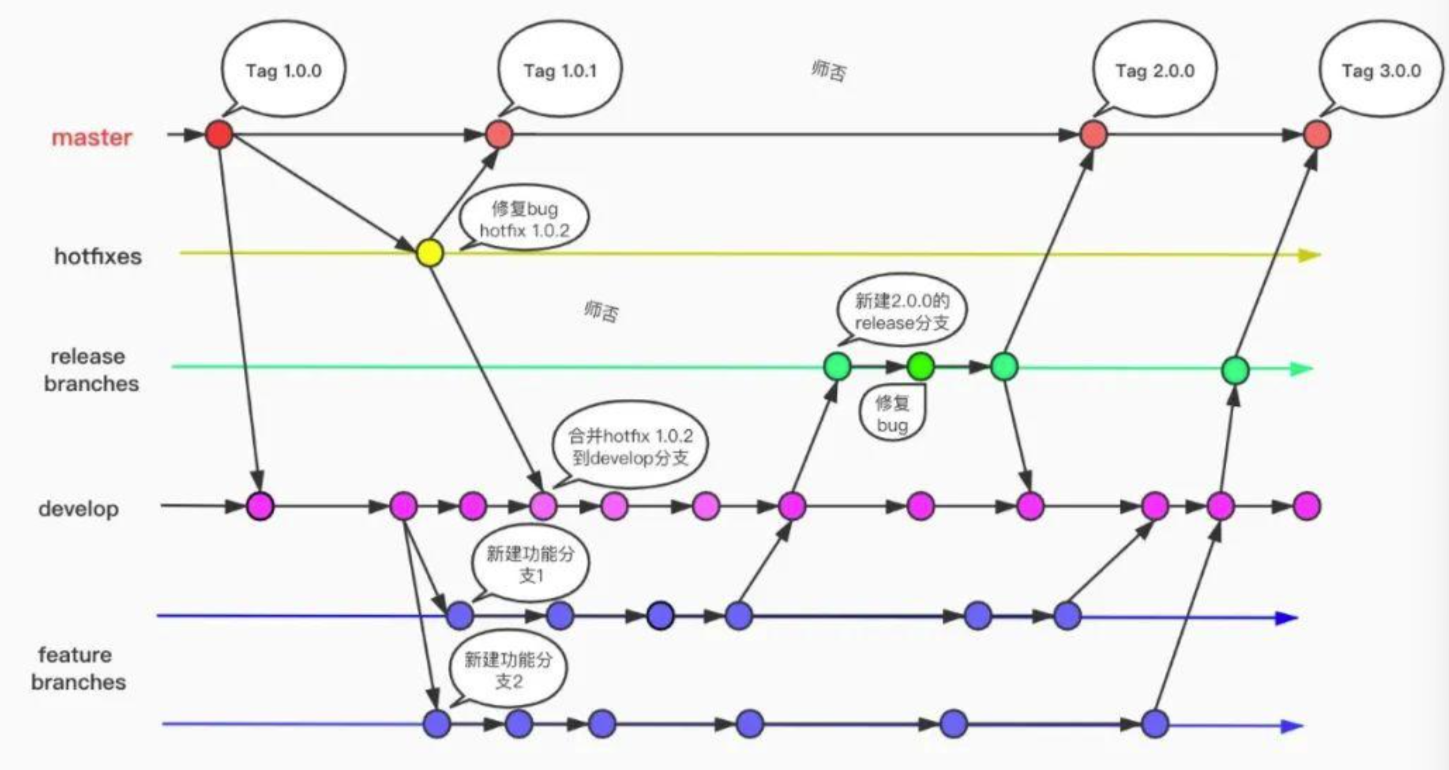 Tag 1.0.0
Tag 1.0.1
师否
Tag 2.0.0
Tag 3.0.0
master
修复bug
hotfix 1.0.2
hotfixes
师否
新建2.0.0的
release分支
release
branches
修复
bug
合并hotfix 1.0.2
到develop分支
develop
新建功能分
支1
feature
branches
新建功能分
支2